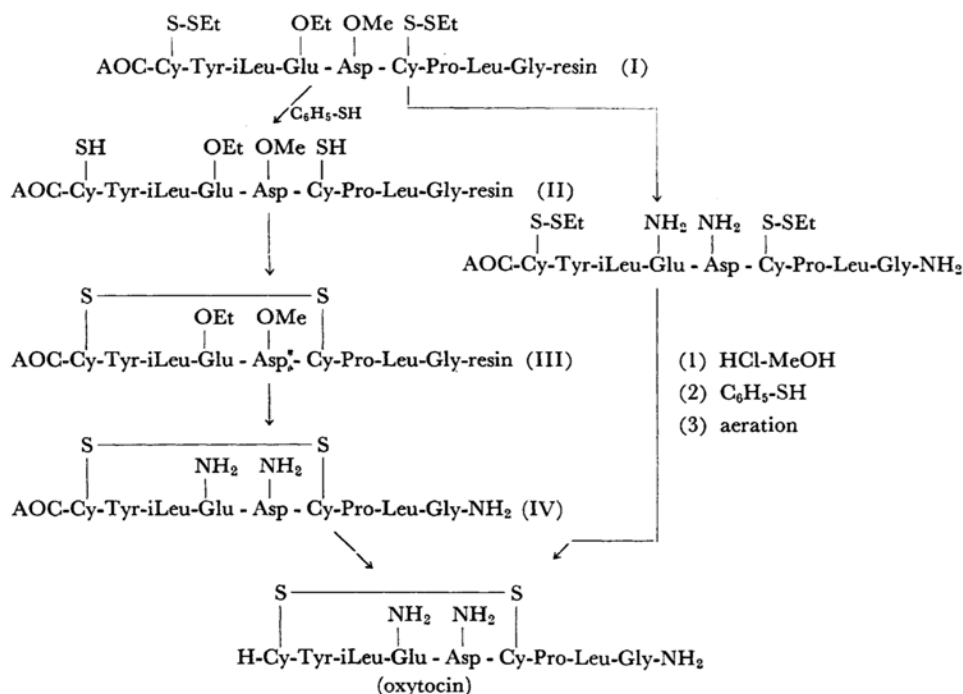 S-SEt OEt OMe S-SEt
AOC-Cy-Tyr-iLeu-Glu - Asp - Cy-Pro-Leu-Gly-resin (I)
C₆H₅-SH
SH OEt OMe SH
AOC-Cy-Tyr-iLeu-Glu - Asp - Cy-Pro-Leu-Gly-resin (II)
S-SEt NH₂ NH₂ S-SEt
AOC-Cy-Tyr-iLeu-Glu - Asp - Cy-Pro-Leu-Gly-NH₂
S S
OEt OMe
AOC-Cy-Tyr-iLeu-Glu - Asp - Cy-Pro-Leu-Gly-resin (III)
(1) HCl-MeOH
(2) C₆H₅-SH
(3) aeration
S S
NH₂ NH₂
AOC-Cy-Tyr-iLeu-Glu - Asp - Cy-Pro-Leu-Gly-NH₂ (IV)
S S
NH₂ NH₂
H-Cy-Tyr-iLeu-Glu - Asp - Cy-Pro-Leu-Gly-NH₂
(oxytocin)